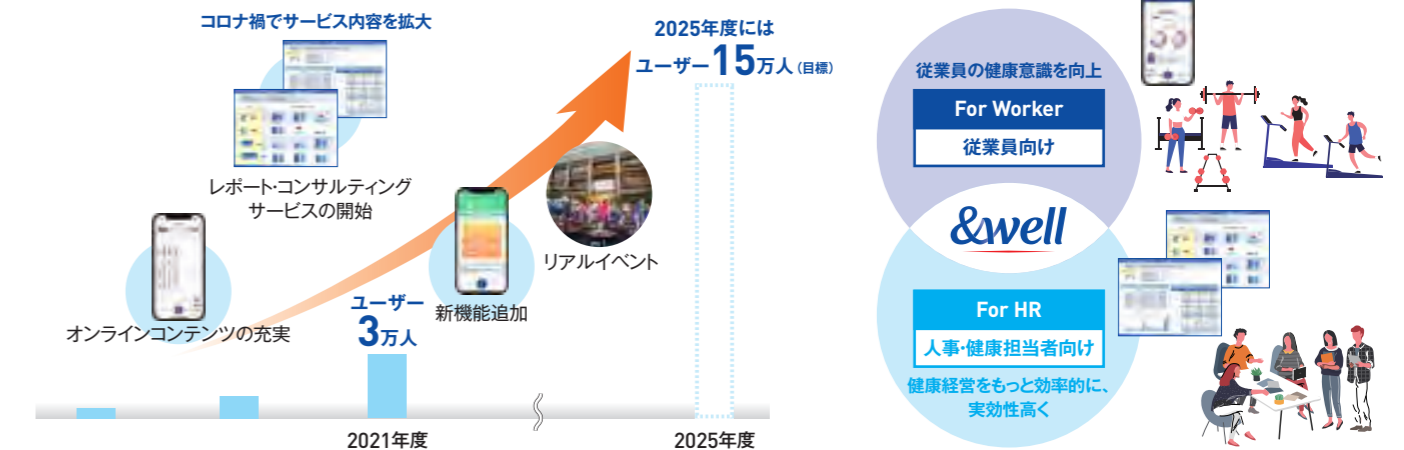 コロナ禍でサービス内容を拡大
レポート・コンサルティング
サービスの開始
オンラインコンテンツの充実
ユーザー
3万人
新機能追加
リアルイベント
2025年度には
ユーザー15万人（目標）
2021年度
2025年度
従業員の健康意識を向上
For Worker
従業員向け
&well
For HR
人事・健康担当者向け
健康経営をもっと効率的に、
実効性高く